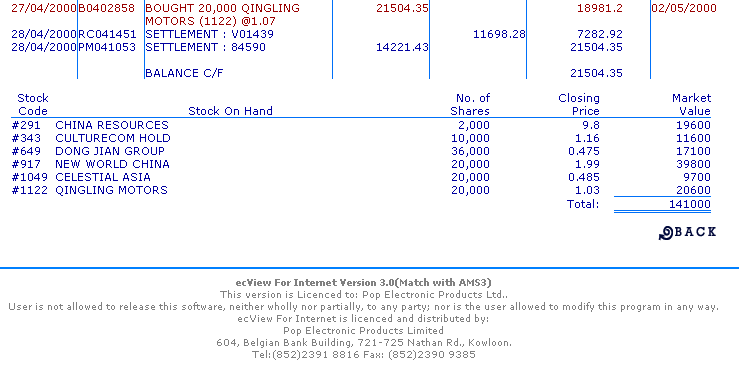 27/04/2000 B0402858 BOUGHT 20,000 QINGLING 21504.35 18981.2 02/05/2000
MOTORS (1122) @1.07
28/04/2000 RC041451 SETTLEMENT : V01439 11698.28 7282.92
28/04/2000 PM041053 SETTLEMENT : 84590 14221.43 21504.35
BALANCE C/F 21504.35
Stock No. of Closing Market
Code Stock On Hand Shares Price Value
#291 CHINA RESOURCES 2,000 9.8 19600
#343 CULTURECOM HOLD 10,000 1.16 11600
#649 DONG JIAN GROUP 36,000 0.475 17100
#917 NEW WORLD CHINA 20,000 1.99 39800
#1049 CELESTIAL ASIA 20,000 0.485 9700
#1122 QINGLING MOTORS 20,000 1.03 20600
Total: 141000
BACK
ecView For Internet Version 3.0(Match with AMS3)
This version is Licenced to: Pop Electronic Products Ltd..
User is not allowed to release this software, neither wholly nor partially, to any party; nor is the user allowed to modify this program in any way.
ecView For Internet is licenced and distributed by:
Pop Electronic Products Limited
604, Belgian Bank Building, 721-725 Nathan Rd., Kowloon.
Tel:(852)2391 8816 Fax: (852)2390 9385